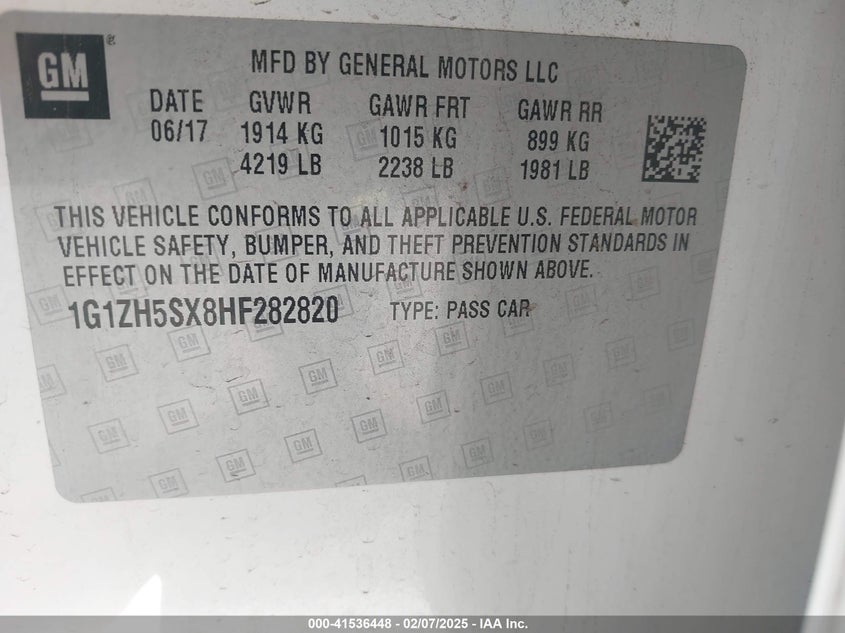 GM
MFD BY GENERAL MOTORS LLC
DATE GVWR GAWR FRT GAWR RR
06/17 1914 KG 1015 KG 899 KG
4219 LB 2238 LB 1981 LB
THIS VEHICLE CONFORMS TO ALL APPLICABLE U.S. FEDERAL MOTOR
VEHICLE SAFETY, BUMPER, AND THEFT PREVENTION STANDARDS IN
EFFECT ON THE DATE OF MANUFACTURE SHOWN ABOVE.
1G1ZH5SX8HF282820 TYPE: PASS CAR
000-41536448 - 02/07/2025 - IAA Inc.